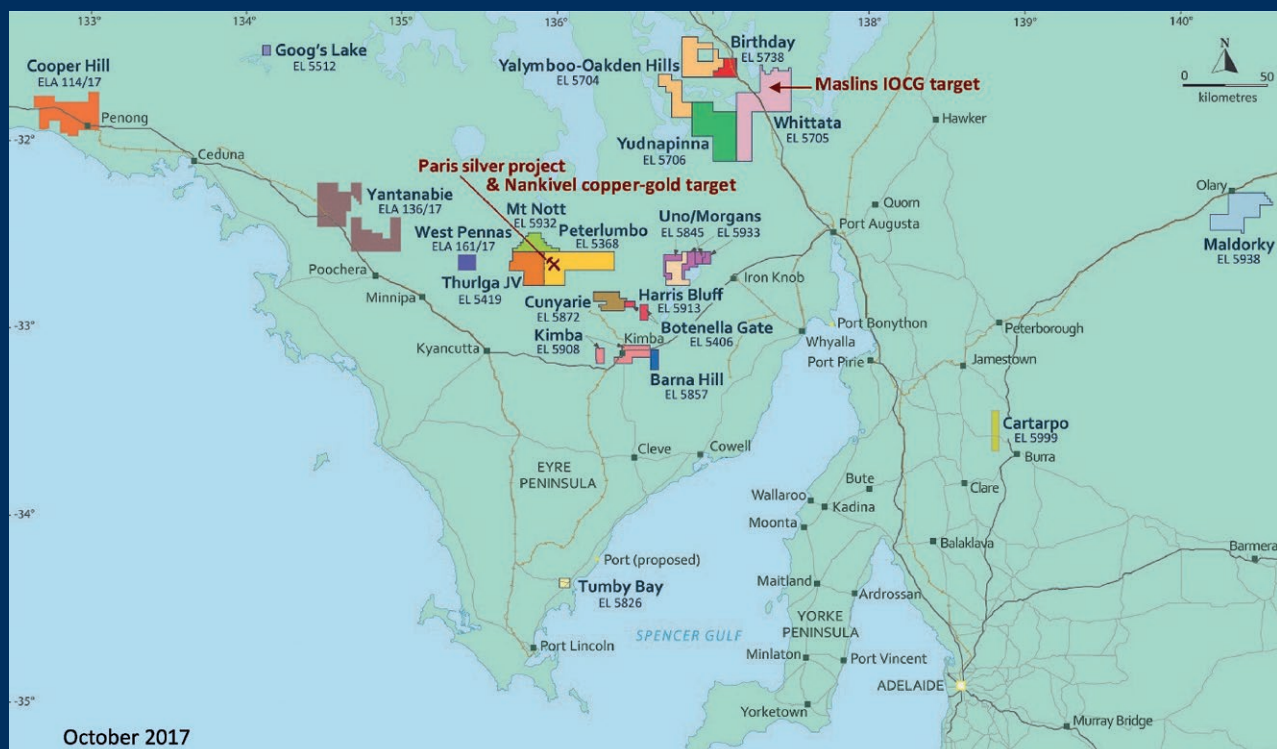 133°
134°
135°
136°
138°
139°
140°
Goog's Lake
EL 5512
Birthday
EL 5738
Yalymboo-Oakden Hills
EL 5704
N
0 50
kilometres
Cooper Hill
ELA 114/17
Maslins IOCG target
Penong
Whittata
EL 5705
Hawker
-32°
Ceduna
Yudnapinna
EL 5706
Paris silver project
& Nankivel copper-gold target
Olary
Yantanabie
ELA 136/17
Quorn
Mt Nott
EL 5932
Uno/Morgans
EL 5845 EL 5933
Port Augusta
West Pennas
ELA 161/17
Peterlumbo
EL 5368
Maldorky
EL 5938
Poochera
Thurlga JV
EL 5419
Iron Knob
Minnipa
Cunyarie
EL 5872
Harris Bluff
EL 5913
-33°
Botenella Gate
EL 5406
Port Bonython
Peterborough
Kimba
EL 5908
Kimba
Whyalla
Kyancutta
Port Pirie
Jamestown
Barna Hill
EL 5857
Cartarpo
EL 5999
Cleve
Cowell
Burra
EYRE
PENINSULA
Bute
Clare
Wallaroo
Kadina
-34°
Moonta
Balaklava
Barmera
Port (proposed)
Tumby Bay
EL 5826
Maitland
Ardrossan
YORKE
PENINSULA
SPENCER GULF
Port Lincoln
Minlaton
Port Vincent
ADELAIDE
-35°
Yorketown
Murray Bridge
October 2017